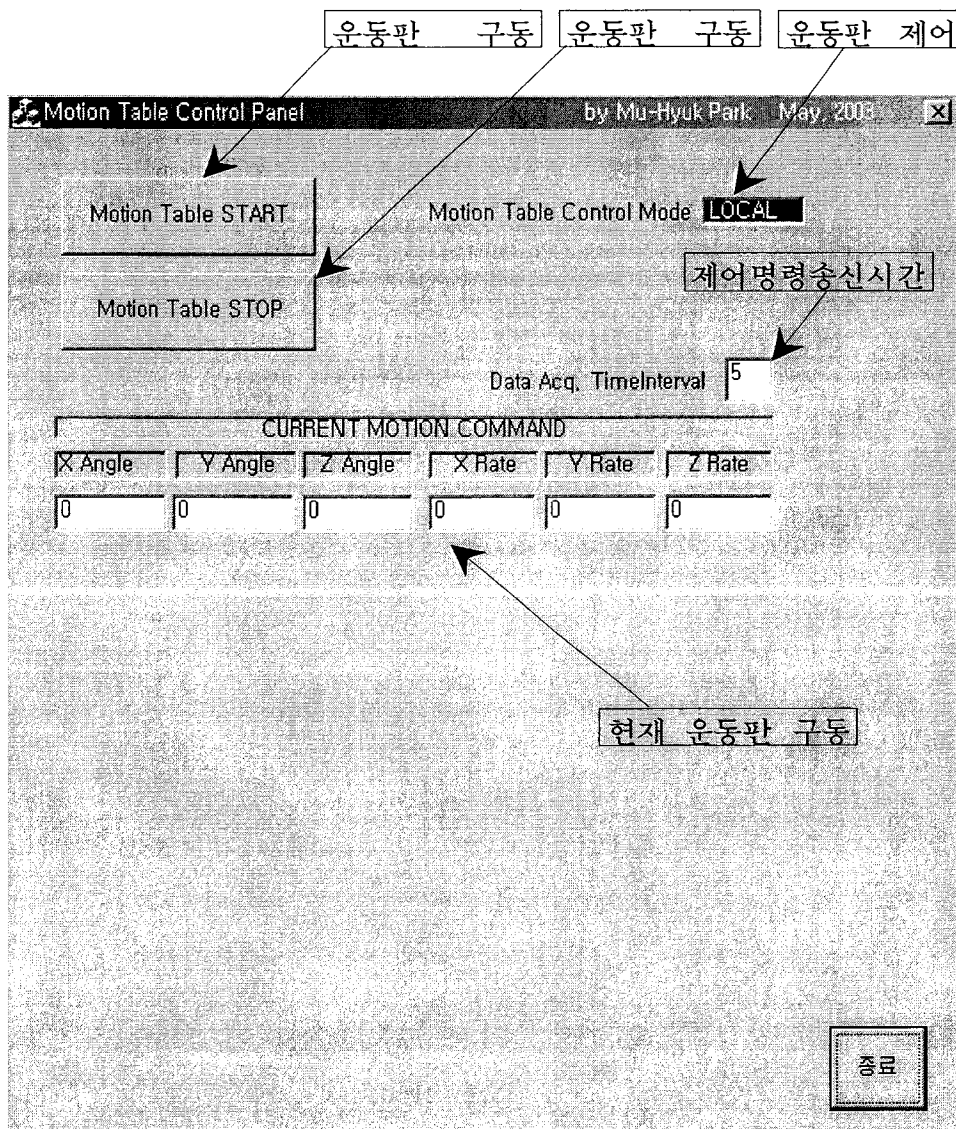 운동판 구동 운동판 구동 운동판 제어
Motion Table Control Panel by Mu-Hyuk Park May, 2003
Motion Table START
Motion Table Control Mode LOCAL
제어명령송신시간
Motion Table STOP
Data Acq. TimeInterval 5
CURRENT MOTION COMMAND
X Angle Y Angle Z Angle X Rate Y Rate Z Rate
0 0 0 0 0 0
현재 운동판 구동
종료